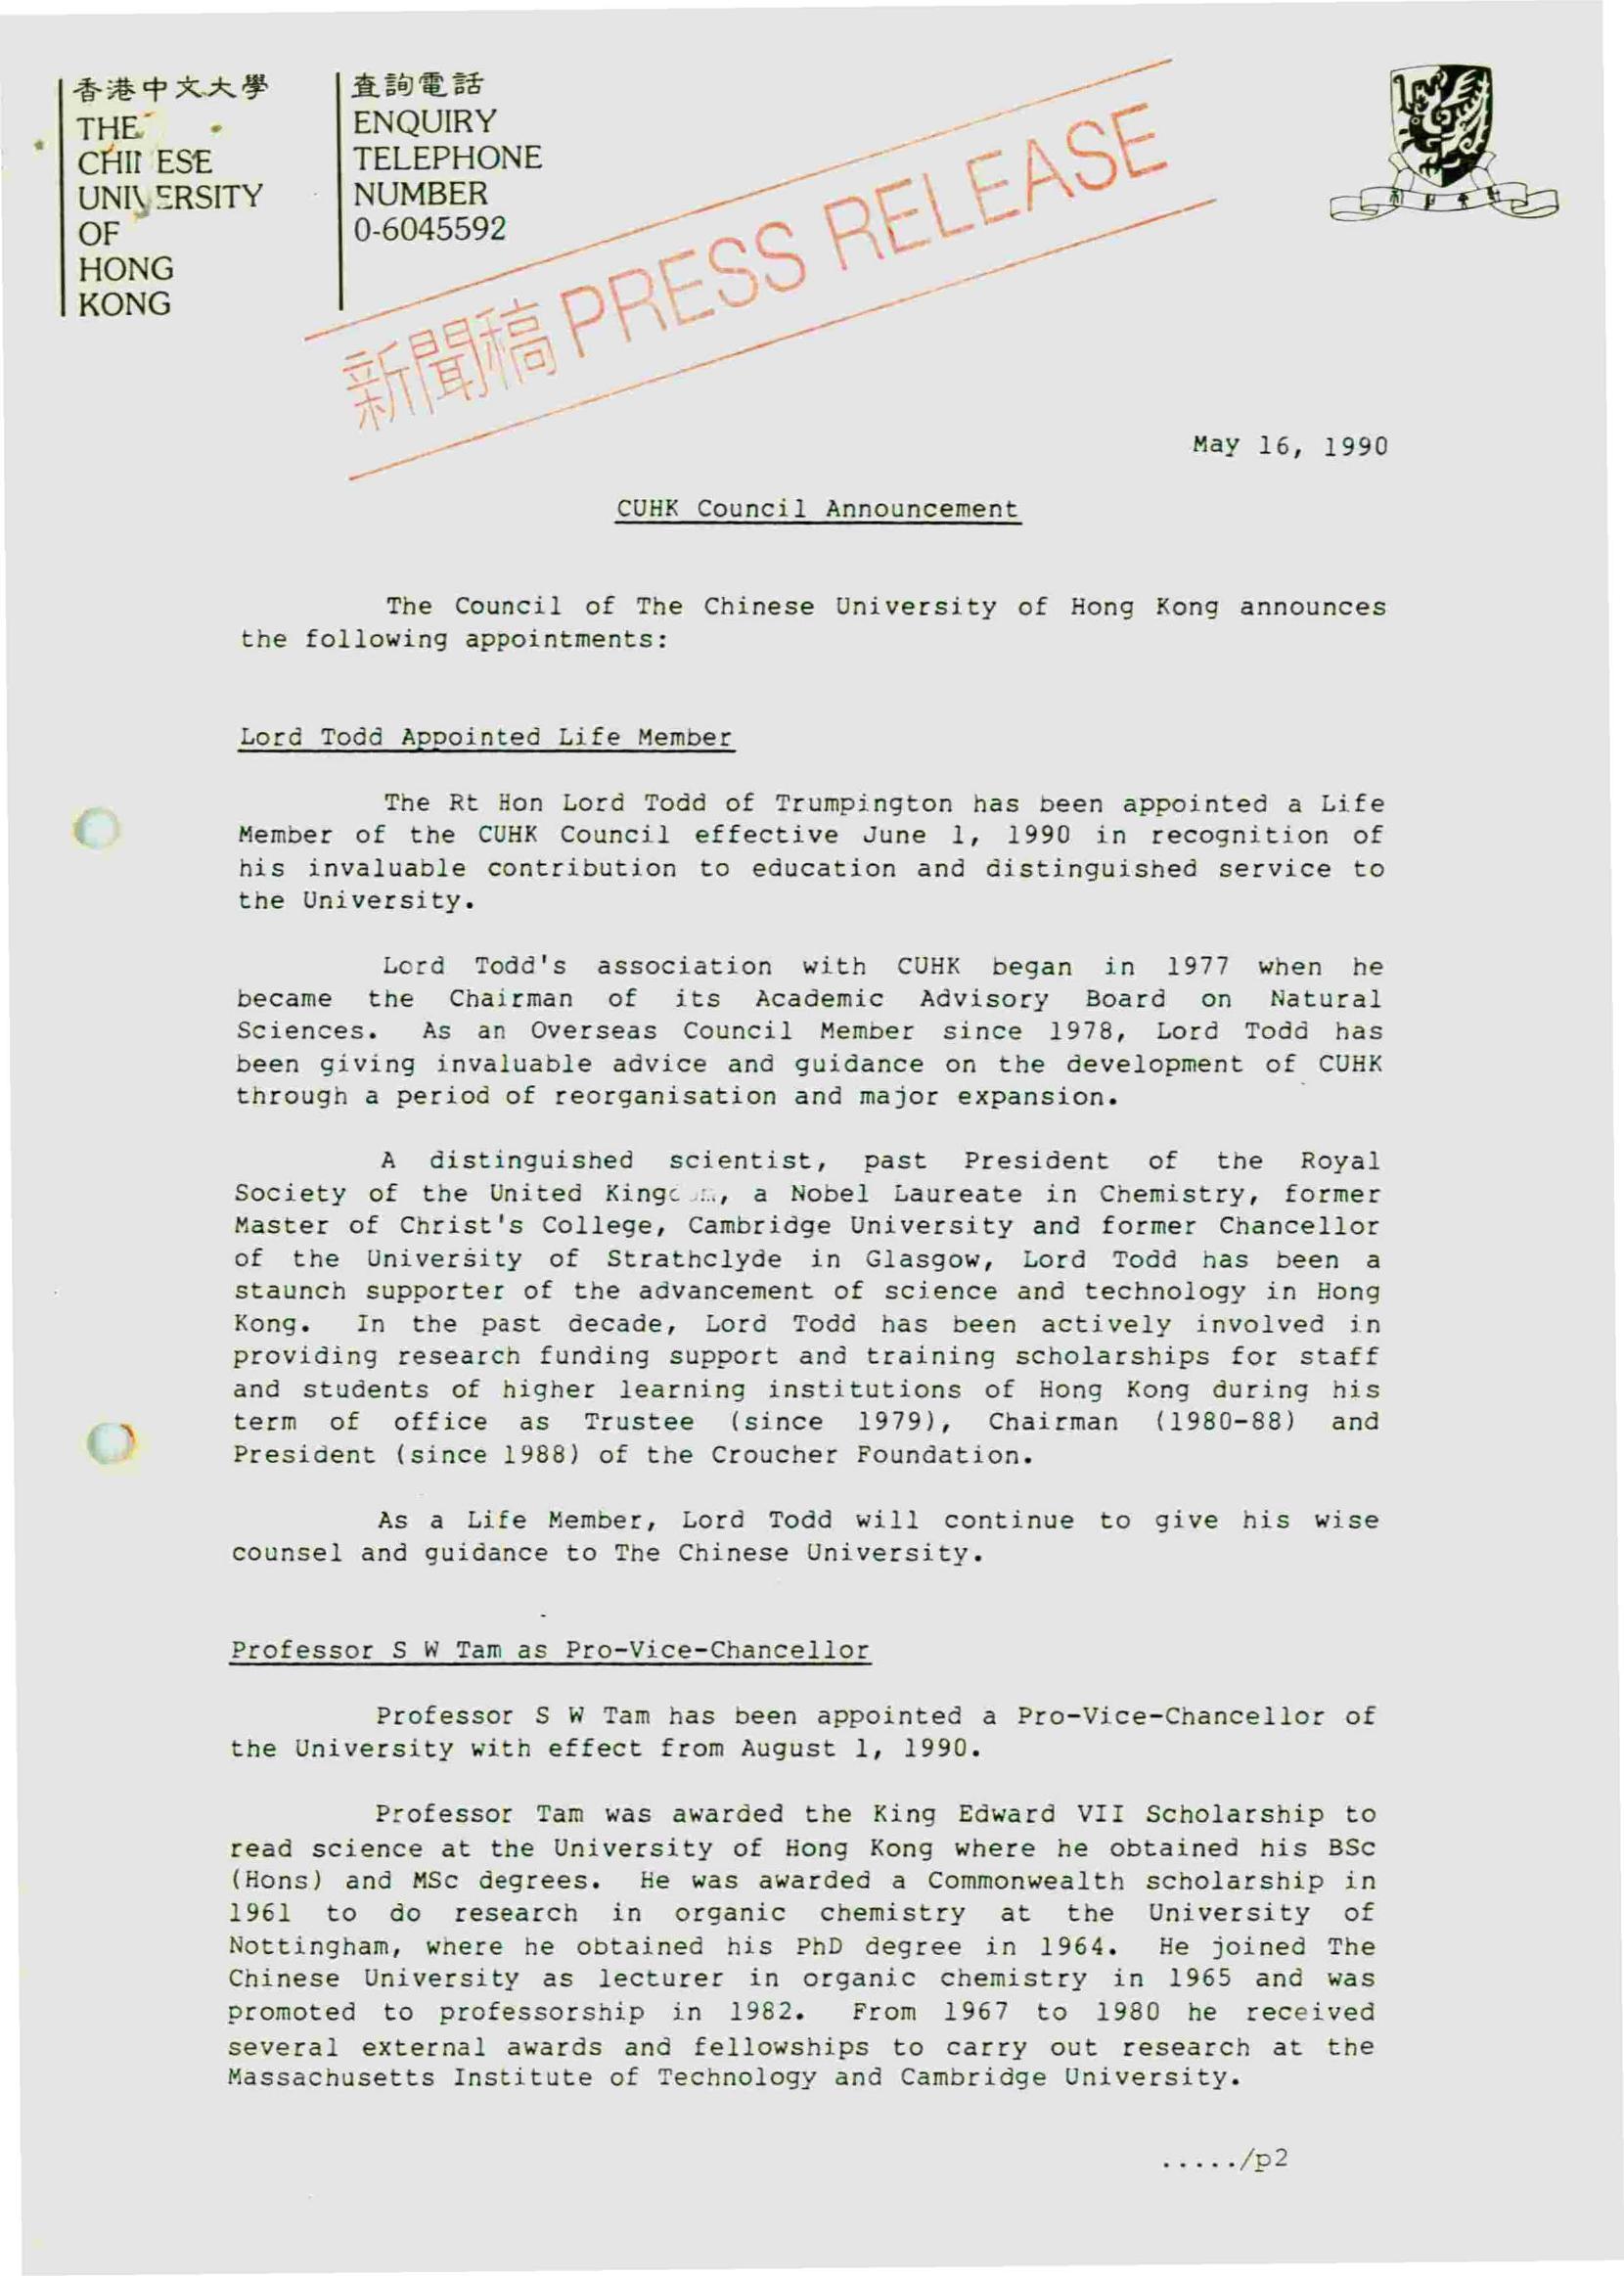 香港中文大學
THE
CHINESE
UNIVERSITY
OF
HONG
KONG
查詢電話
ENQUIRY
TELEPHONE
NUMBER
0-6045592
新聞稿 PRESS RELEASE
May 16, 1990
CUHK Council Announcement
The Council of The Chinese University of Hong Kong announces
the following appointments:
Lord Todd Appointed Life Member
The Rt Hon Lord Todd of Trumpington has been appointed a Life
Member of the CUHK Council effective June 1, 1990 in recognition of
his invaluable contribution to education and distinguished service to
the University.
Lord Todd's association with CUHK began in 1977 when he
became the Chairman of its Academic Advisory Board on Natural
Sciences. As an Overseas Council Member since 1978, Lord Todd has
been giving invaluable advice and guidance on the development of CUHK
through a period of reorganisation and major expansion.
A distinguished scientist, past President of the Royal
Society of the United Kingdom, a Nobel Laureate in Chemistry, former
Master of Christ's College, Cambridge University and former Chancellor
of the University of Strathclyde in Glasgow, Lord Todd has been a
staunch supporter of the advancement of science and technology in Hong
Kong. In the past decade, Lord Todd has been actively involved in
providing research funding support and training scholarships for staff
and students of higher learning institutions of Hong Kong during his
term of office as Trustee (since 1979), Chairman (1980-88) and
President (since 1988) of the Croucher Foundation.
As a Life Member, Lord Todd will continue to give his wise
counsel and guidance to The Chinese University.
Professor S W Tam as Pro-Vice-Chancellor
Professor S W Tam has been appointed a Pro-Vice-Chancellor of
the University with effect from August 1, 1990.
Professor Tam was awarded the King Edward VII Scholarship to
read science at the University of Hong Kong where he obtained his BSc
(Hons) and MSc degrees. He was awarded a Commonwealth scholarship in
1961 to do research in organic chemistry at the University of
Nottingham, where he obtained his PhD degree in 1964. He joined The
Chinese University as lecturer in organic chemistry in 1965 and was
promoted to professorship in 1982. From 1967 to 1980 he received
several external awards and fellowships to carry out research at the
Massachusetts Institute of Technology and Cambridge University.
...../p2